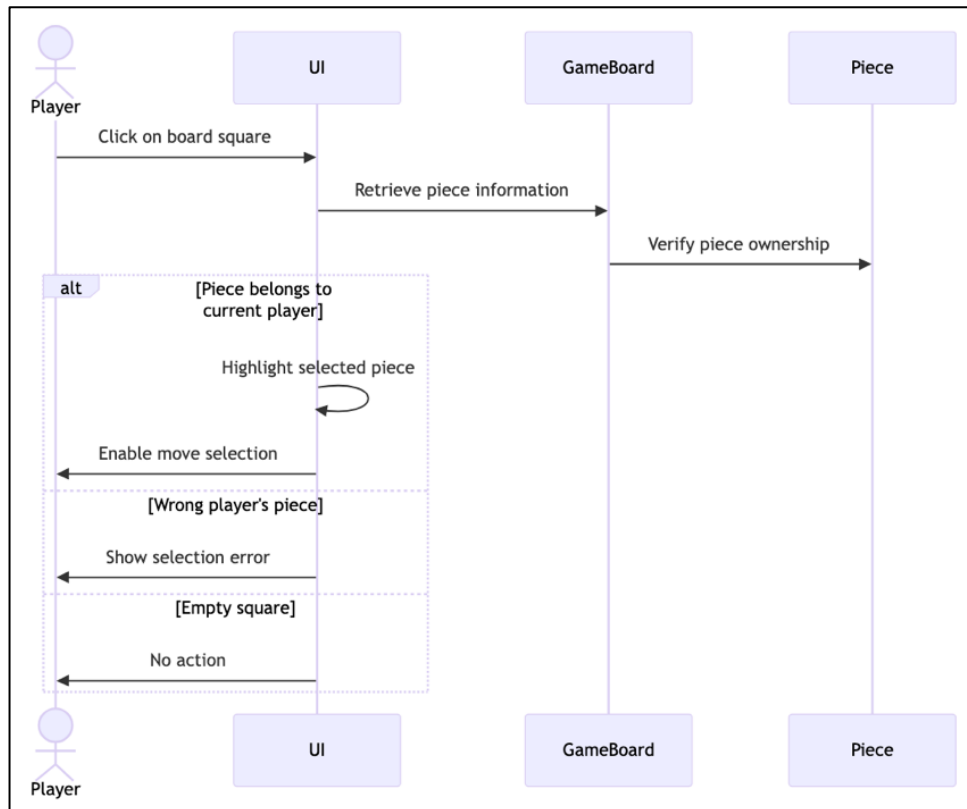 UI
GameBoard
Piece
Player
Click on board square
Retrieve piece information
Verify piece ownership
alt
[Piece belongs to
current player]
Highlight selected piece
Enable move selection
[Wrong player's piece]
Show selection error
[Empty square]
No action
UI
GameBoard
Piece
Player